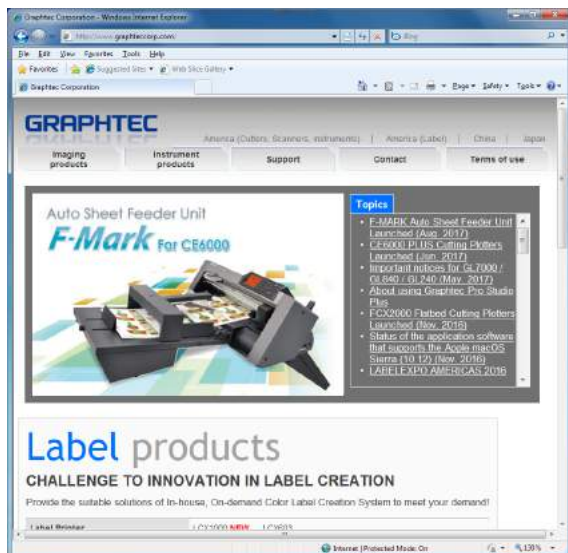 Graphtec Corporation - Windows Internet Explorer
http://www.graphteccorp.com/
Bing
File Edit View Favorites Tools Help
Favorites Suggested Sites Web Slice Gallery
Graphtec Corporation
Page Safety Tools
GRAPHTEC
America (Cutters, Scanners, Instruments) | America (Label) | China | Japan
Imaging products
Instrument products
Support
Contact
Terms of use
Auto Sheet Feeder Unit
F-Mark For CE6000
Topics
F-MARK Auto Sheet Feeder Unit
Launched (Aug. 2017)
CE6000 PLUS Cutting Plotters
Launched (Jun. 2017)
Important notices for GL7000 /
GL840 / GL240 (May. 2017)
About using Graphtec Pro Studio
Plus
FCX2000 Flatbed Cutting Plotters
Launched (Nov. 2016)
Status of the application software
that supports the Apple macOS
Sierra (10.12) (Nov. 2016)
LABELEXPO AMERICAS 2016
Label products
CHALLENGE TO INNOVATION IN LABEL CREATION
Provide the suitable solutions of In-house, On-demand Color Label Creation System to meet your demand!
Label Printer LCX1000 NEW LCX603
Internet | Protected Mode: On
130%